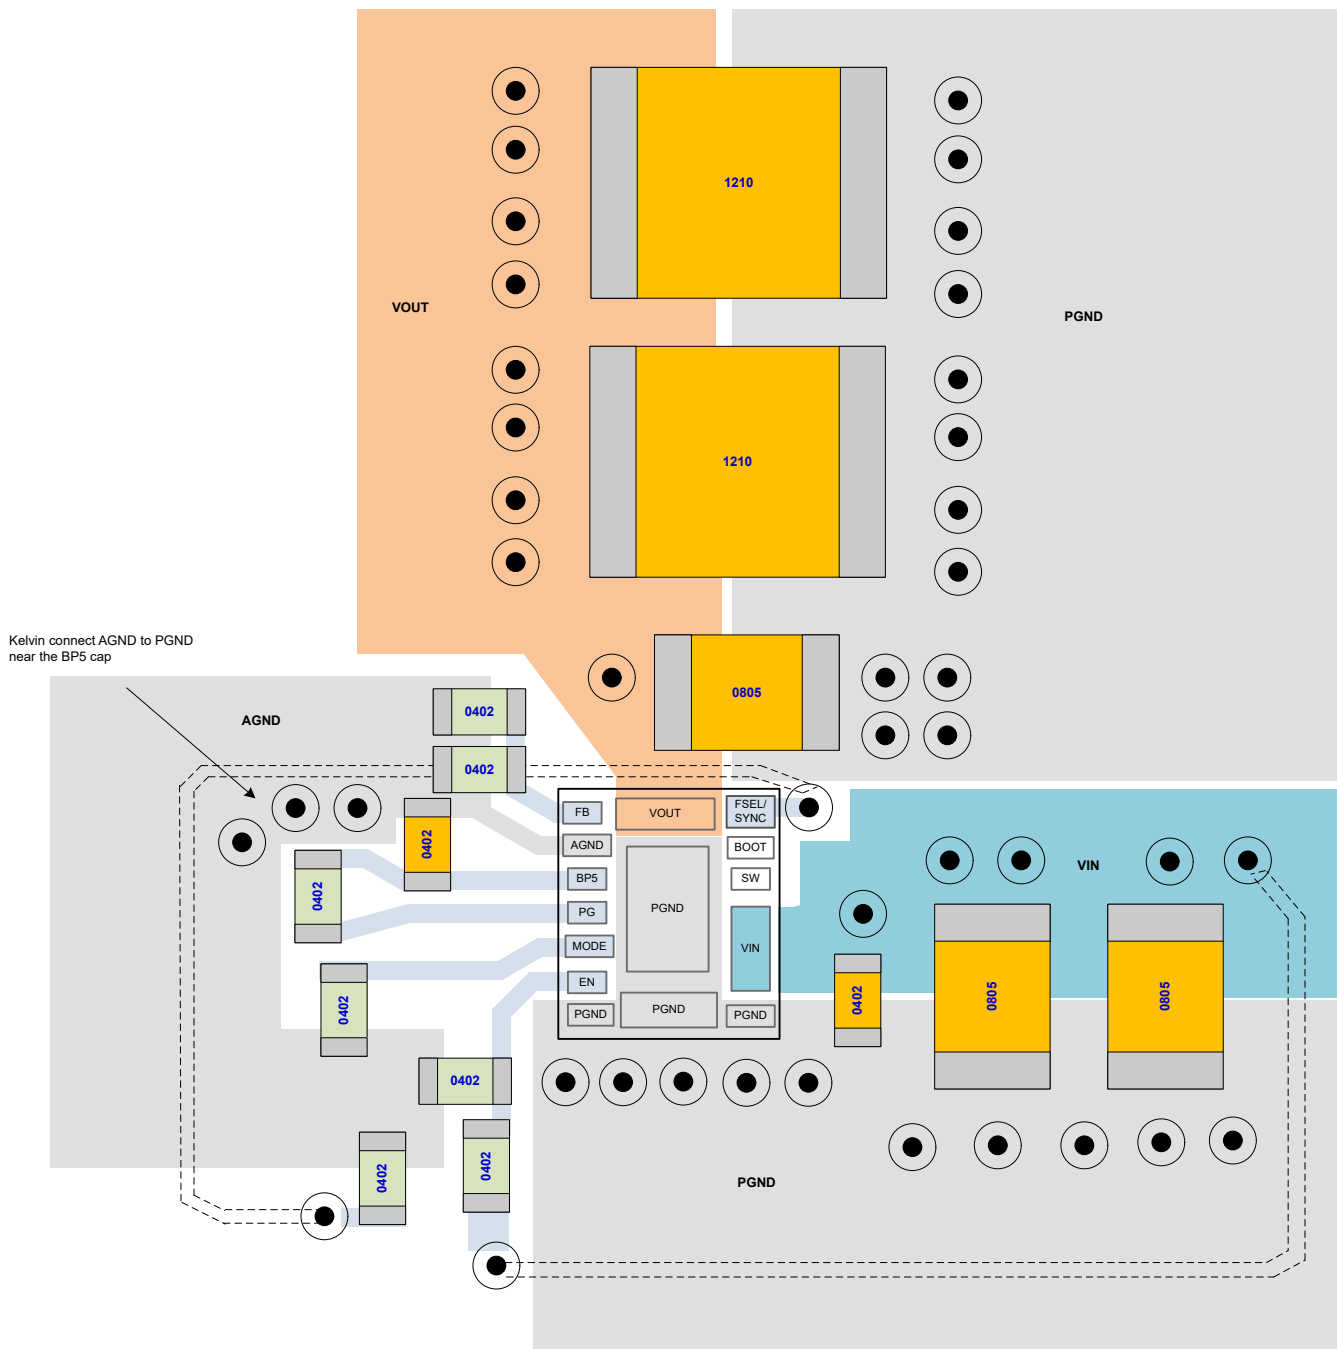 1210
VOUT
PGND
1210
Kelvin connect AGND to PGND
near the BP5 cap
0805
0402
AGND
0402
FB
VOUT
FSEL/
SYNC
0402
AGND
BOOT
VIN
BP5
SW
0402
PG
PGND
MODE
VIN
EN
0402
0402
0805
0805
PGND
PGND
PGND
0402
0402
0402
PGND